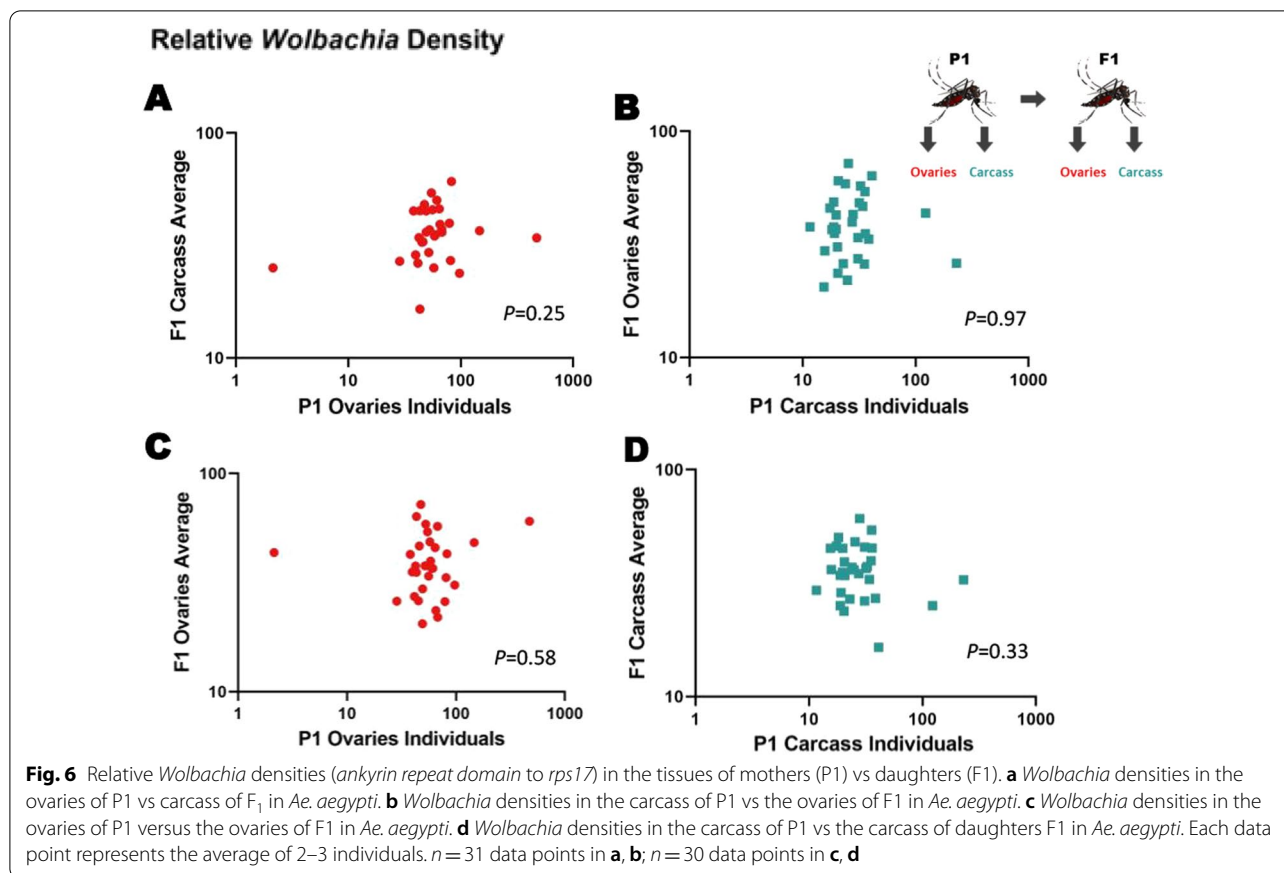 Relative Wolbachia Density
P1 F1
Ovaries Carcass Ovaries Carcass
A
100
10
F1 Carcass Average
1 10 100 1000
P1 Ovaries Individuals
P=0.25
B
100
10
F1 Ovaries Average
1 10 100 1000
P1 Carcass Individuals
P=0.97
C
100
10
F1 Ovaries Average
1 10 100 1000
P1 Ovaries Individuals
P=0.58
D
100
10
F1 Carcass Average
1 10 100 1000
P1 Carcass Individuals
P=0.33
Fig. 6 Relative Wolbachia densities (ankyrin repeat domain to rps17) in the tissues of mothers (P1) vs daughters (F1). a Wolbachia densities in the
ovaries of P1 vs carcass of F₁ in Ae. aegypti. b Wolbachia densities in the carcass of P1 vs the ovaries of F1 in Ae. aegypti. c Wolbachia densities in the
ovaries of P1 versus the ovaries of F1 in Ae. aegypti. d Wolbachia densities in the carcass of P1 vs the carcass of daughters F1 in Ae. aegypti. Each data
point represents the average of 2–3 individuals. n = 31 data points in a, b; n = 30 data points in c, d